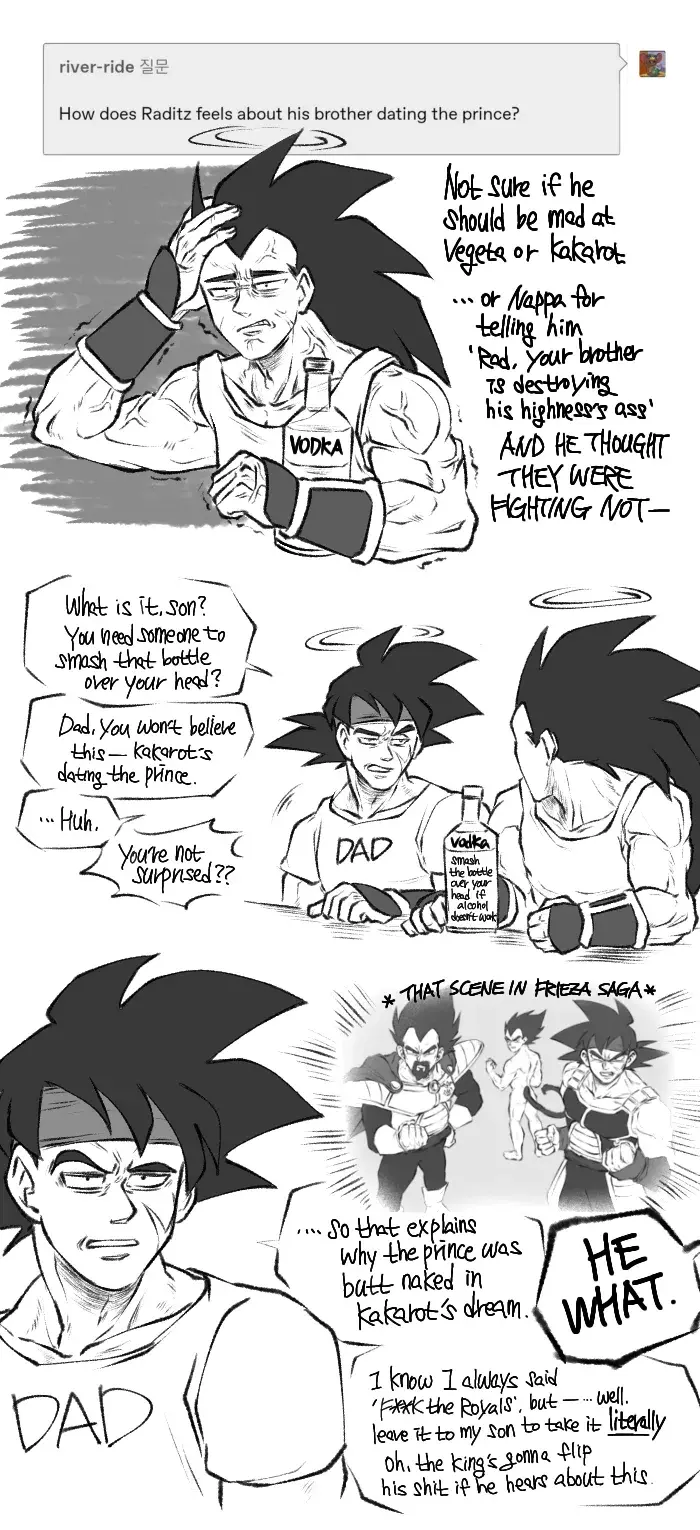 river-ride 질문
How does Raditz feels about his brother dating the prince?
Not sure if he
should be mad at
Vegeta or Kakarot
... or Nappa for
telling him
'Rad, your brother
is destroying
his highness's ass'
AND HE THOUGHT
THEY WERE
FIGHTING NOT—
VODKA
What is it, son?
You need someone to
smash that bottle
over your head?
Dad, you won't believe
this— Kakarot's
dating the prince.
... Huh.
You're not
surprised??
DAD
vodka
smash
the bottle
over your
head if
alcohol
doesn't work
*THAT SCENE IN FRIEZA SAGA*
.... so that explains
why the prince was
butt naked in
Kakarot's dream.
HE
WHAT.
DAD
I know I always said
'F**K the Royals', but — ... well.
leave it to my son to take it literally
Oh, the king's gonna flip
his shit if he hears about this.